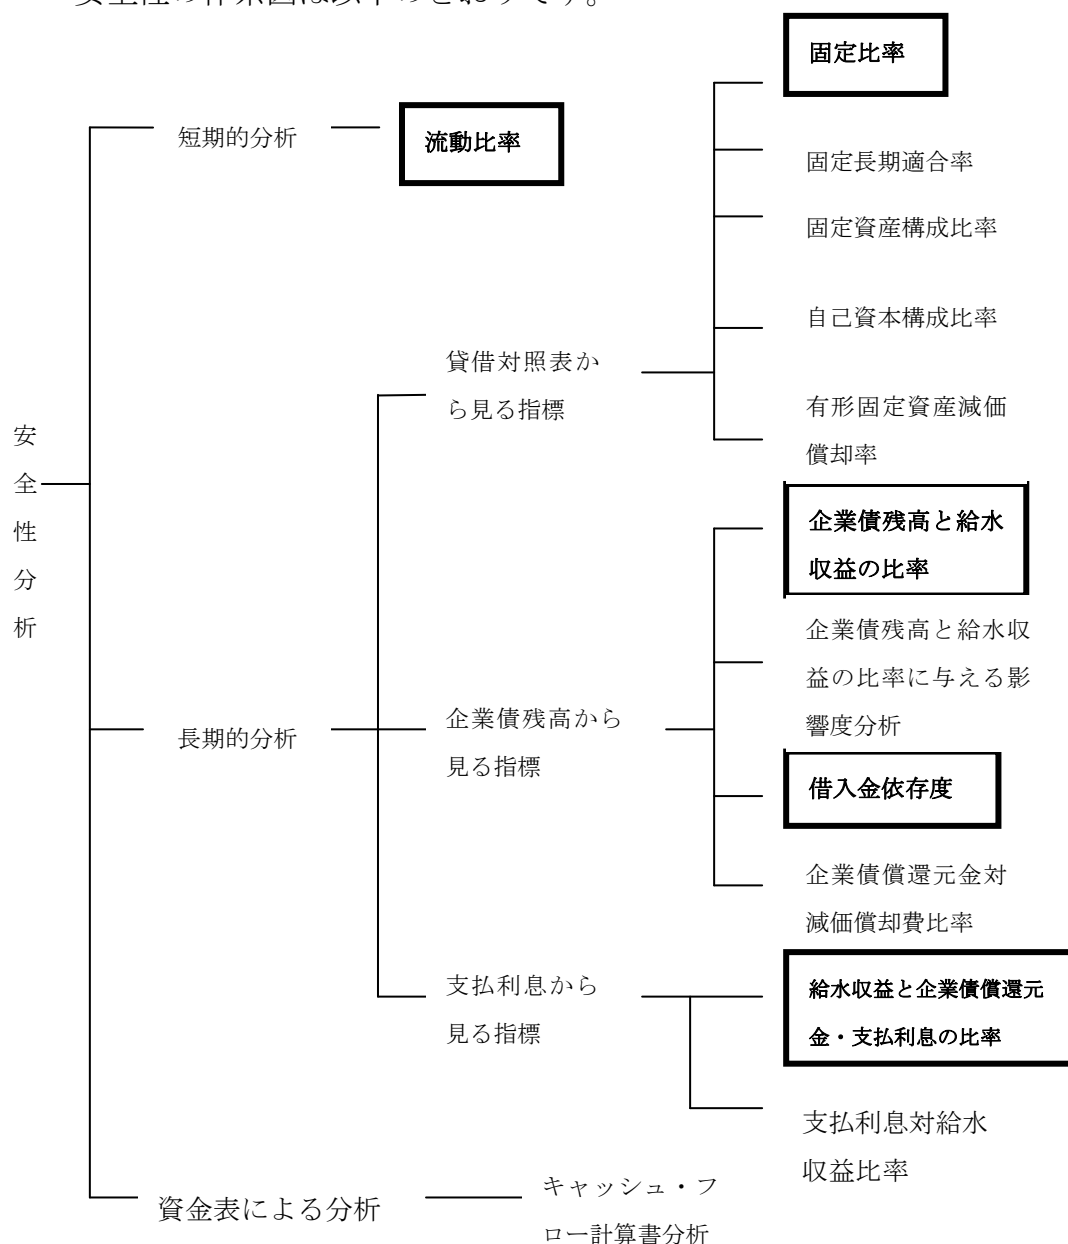 安全性の体系図は以下のとおりです。
安
全
性
分
析
短期的分析
流動比率
長期的分析
貸借対照表か
ら見る指標
固定比率
固定長期適合率
固定資産構成比率
自己資本構成比率
有形固定資産減価
償却率
企業債残高から
見る指標
企業債残高と給水
収益の比率
企業債残高と給水収
益の比率に与える影
響度分析
借入金依存度
企業債償還元金対
減価償却費比率
支払利息から
見る指標
給水収益と企業債償還元
金・支払利息の比率
支払利息対給水
収益比率
資金表による分析
キャッシュ・フ
ロー計算書分析